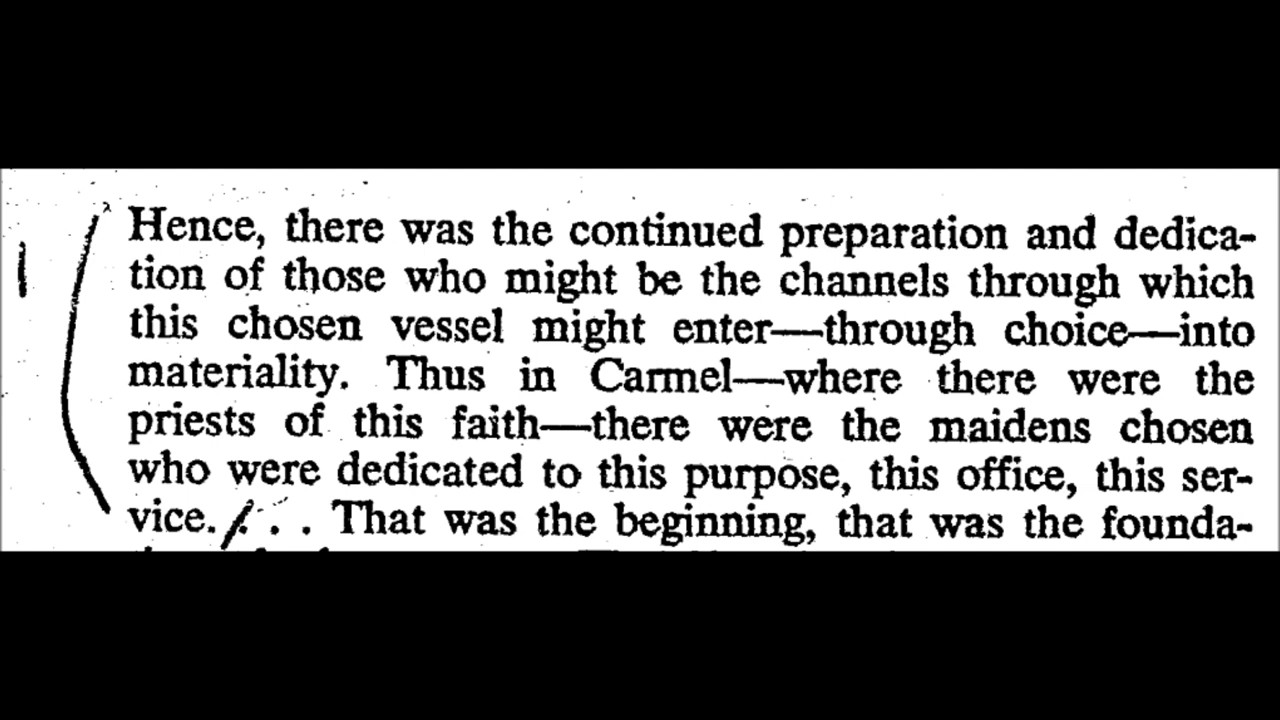 Hence, there was the continued preparation and dedica-
tion of those who might be the channels through which
this chosen vessel might enter—through choice—into
materiality. Thus in Carmel—where there were the
priests of this faith—there were the maidens chosen
who were dedicated to this purpose, this office, this ser-
vice. . . . That was the beginning, that was the founda-